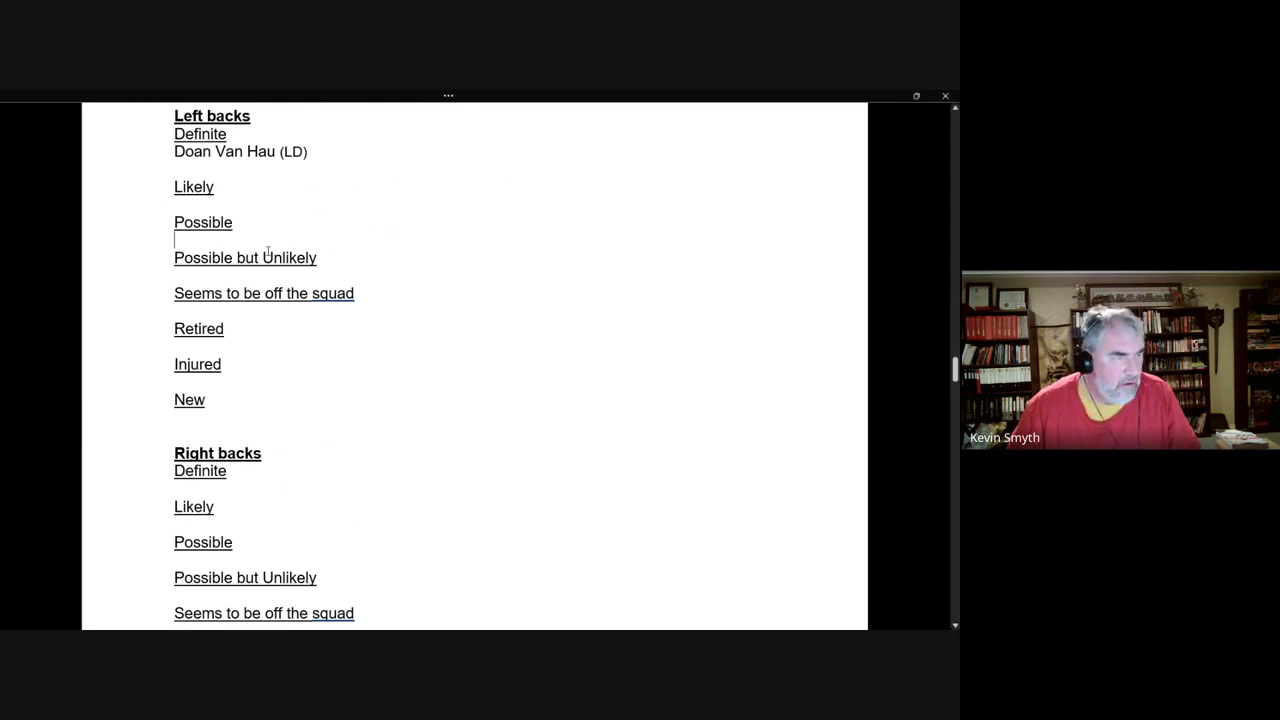 Left backs
Definite
Doan Van Hau (LD)
Likely
Possible
Possible but Unlikely
Seems to be off the squad
Retired
Injured
New
Right backs
Definite
Likely
Possible
Possible but Unlikely
Seems to be off the squad
Kevin Smyth